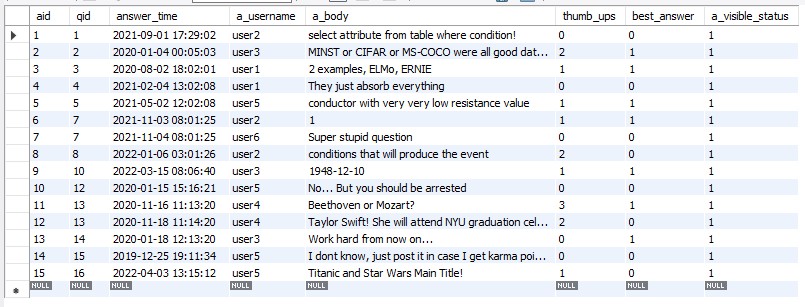 aid qid answer_time a_username a_body thumb_ups best_answer a_visible_status
1 1 2021-09-01 17:29:02 user2 select attribute from table where condition! 0 0 1
2 2 2020-01-04 00:05:03 user3 MINST or CIFAR or MS-COCO were all good dat... 2 1 1
3 3 2020-08-02 18:02:01 user1 2 examples, ELMo, ERNIE 1 1 1
4 4 2021-02-04 13:02:08 user1 They just absorb everything 0 0 1
5 5 2021-05-02 12:02:08 user5 conductor with very very low resistance value 1 1 1
6 7 2021-11-03 08:01:25 user2 1 1 1 1
7 7 2021-11-04 08:01:25 user6 Super stupid question 0 0 1
8 8 2022-01-06 03:01:26 user2 conditions that will produce the event 2 0 1
9 10 2022-03-15 08:06:40 user3 1948-12-10 1 1 1
10 12 2020-01-15 15:16:21 user5 No... But you should be arrested 0 0 1
11 13 2020-11-16 11:13:20 user4 Beethoven or Mozart? 3 1 1
12 13 2020-11-18 11:14:20 user4 Taylor Swift! She will attend NYU graduation cel... 2 0 1
13 14 2020-01-18 12:13:20 user3 Work hard from now on... 0 1 1
14 15 2019-12-25 19:11:34 user5 I dont know, just post it in case I get karma poi... 0 0 1
15 16 2022-04-03 13:15:12 user5 Titanic and Star Wars Main Title! 1 0 1
NULL NULL NULL NULL NULL NULL NULL NULL